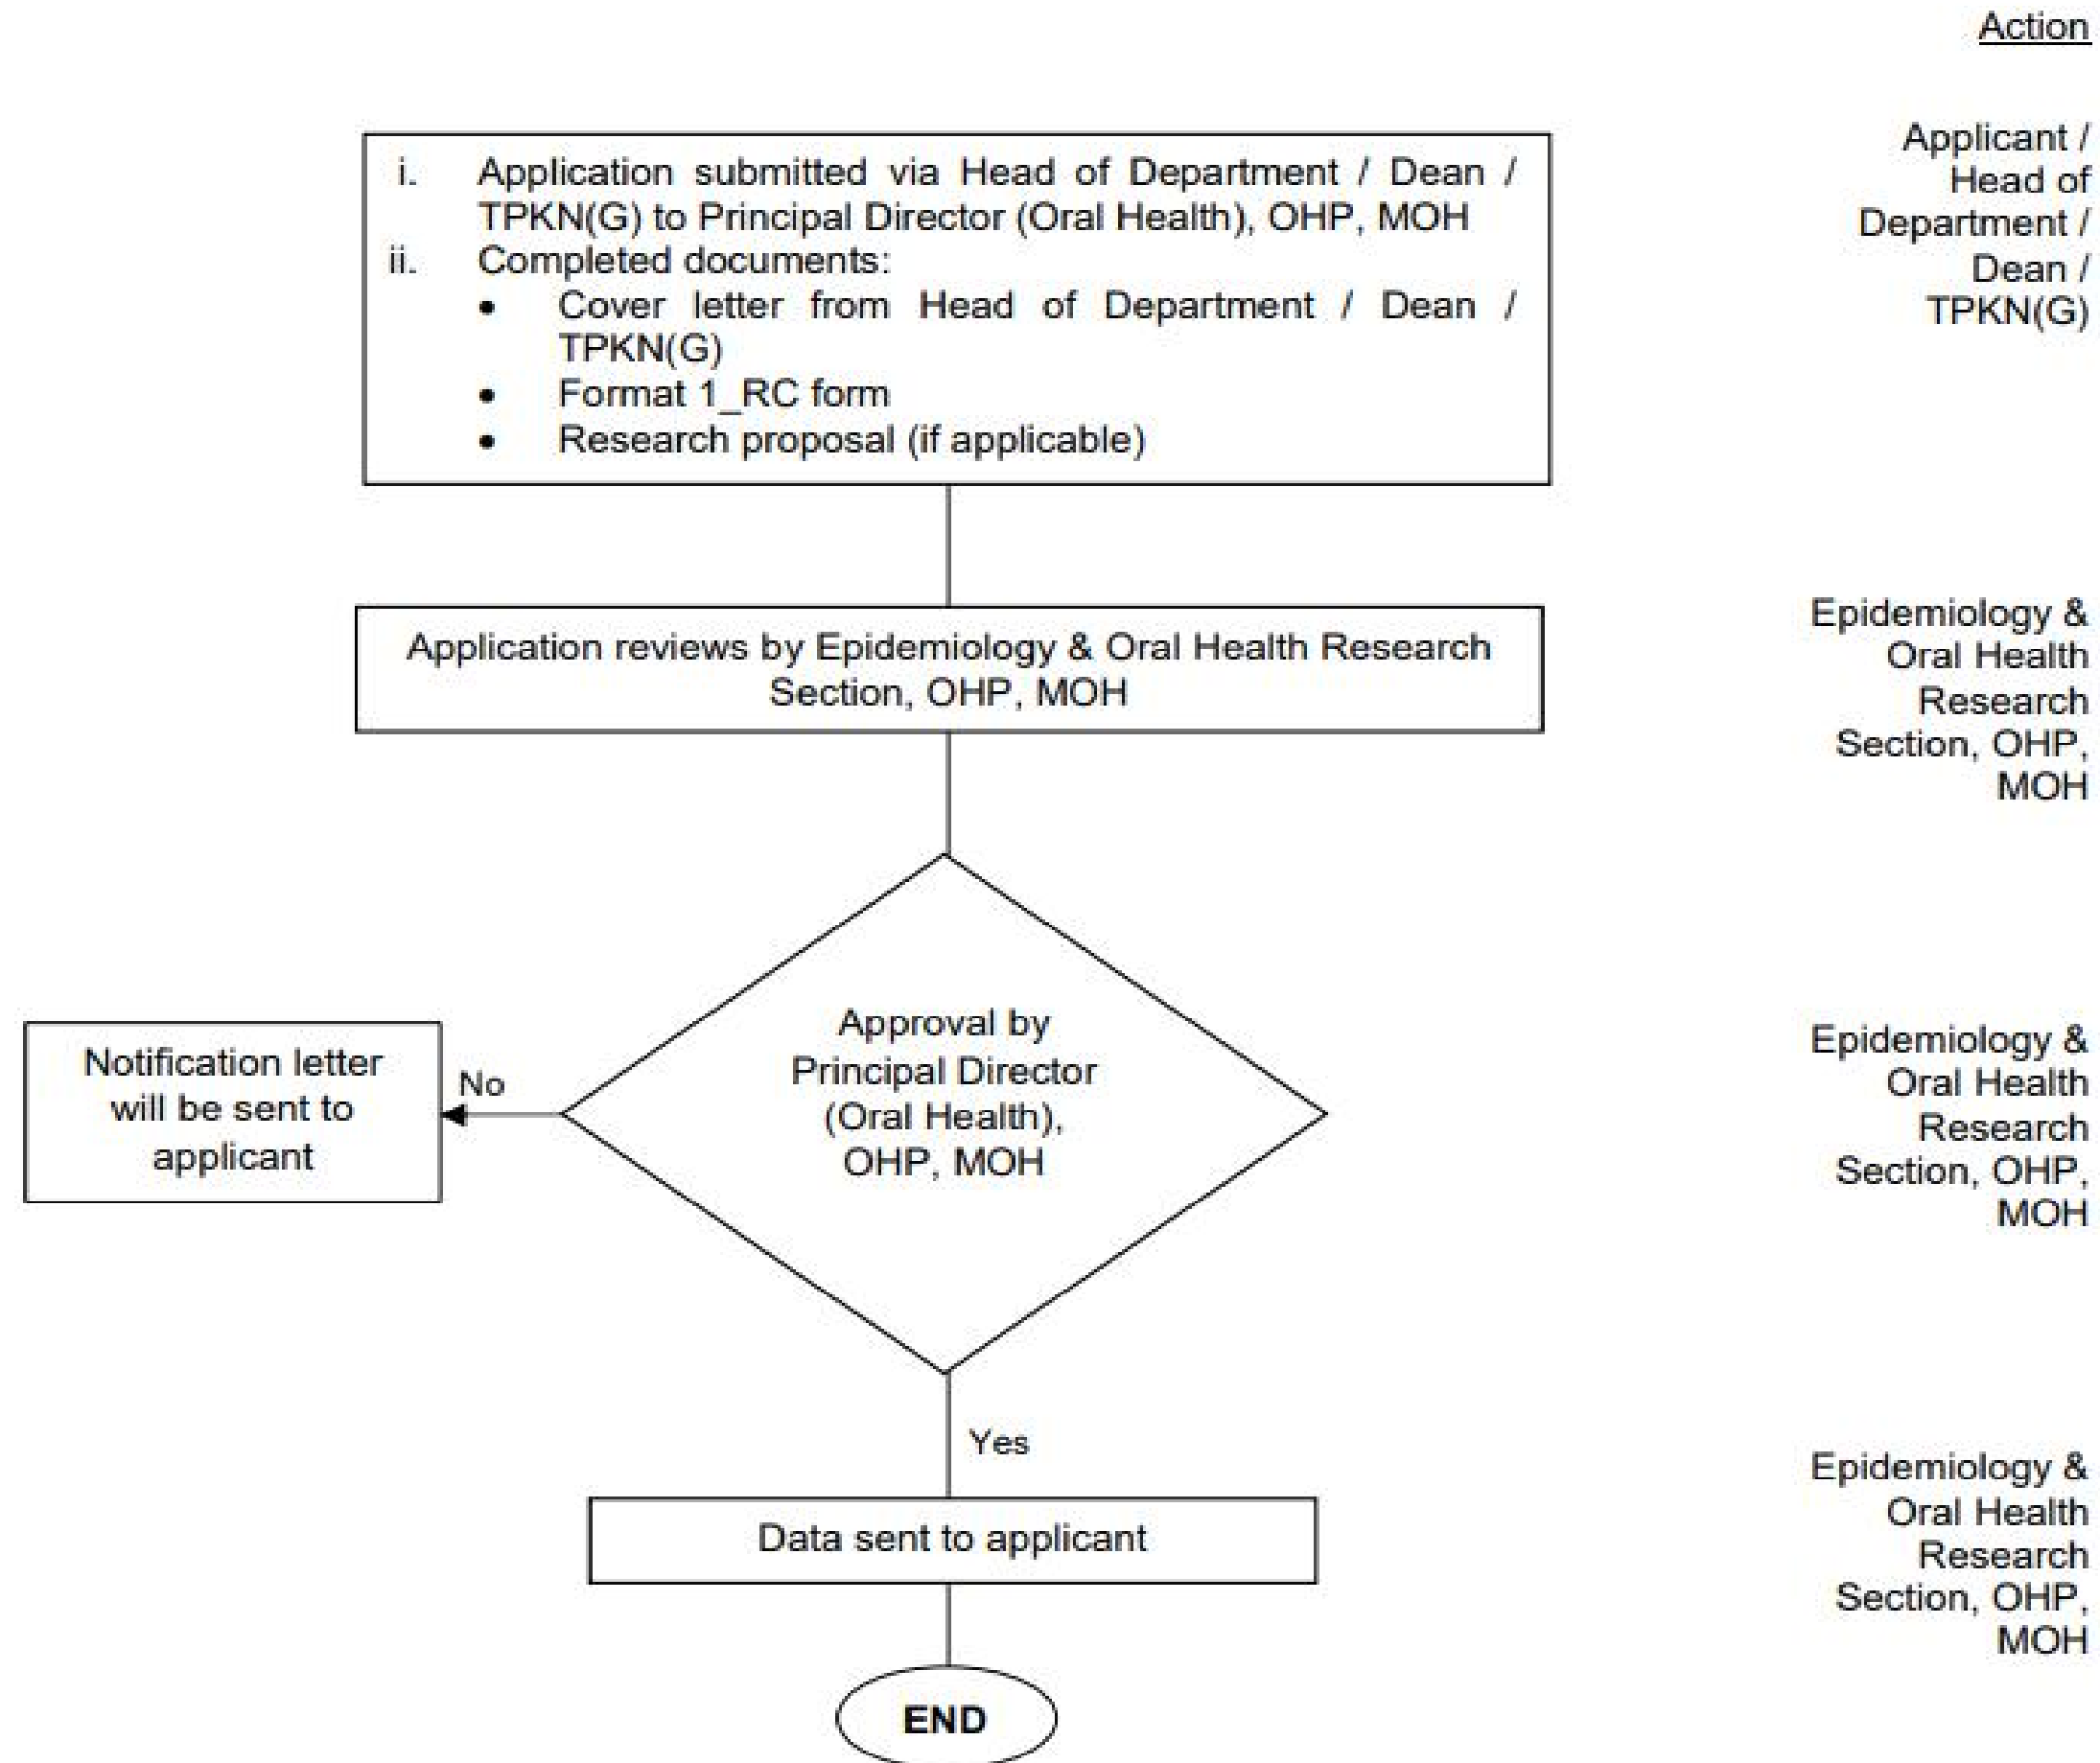 Action
i. Application submitted via Head of Department / Dean /
TPKN(G) to Principal Director (Oral Health), OHP, MOH
ii. Completed documents:
• Cover letter from Head of Department / Dean /
TPKN(G)
• Format 1_RC form
• Research proposal (if applicable)
Applicant /
Head of
Department /
Dean /
TPKN(G)
Application reviews by Epidemiology & Oral Health Research
Section, OHP, MOH
Epidemiology &
Oral Health
Research
Section, OHP,
MOH
Approval by
Principal Director
(Oral Health),
OHP, MOH
No
Notification letter
will be sent to
applicant
Epidemiology &
Oral Health
Research
Section, OHP,
MOH
Yes
Data sent to applicant
Epidemiology &
Oral Health
Research
Section, OHP,
MOH
END